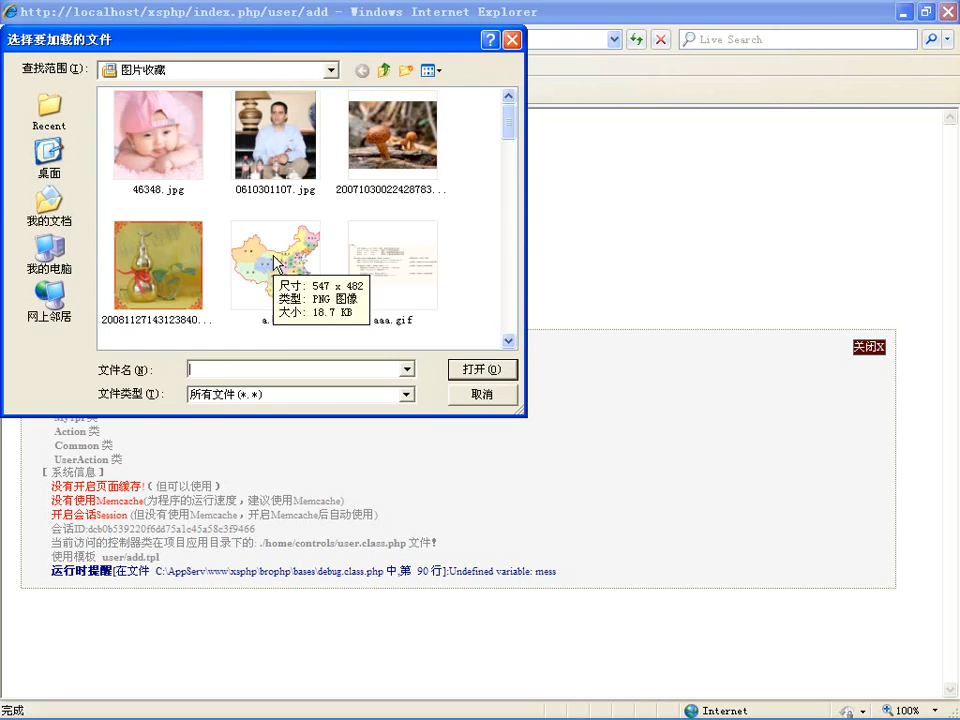 http://localhost/xsphp/index.php/user/add - Windows Internet Explorer
选择要加载的文件
Live Search
查找范围(I):
图片收藏
Recent
桌面
我的文档
我的电脑
网上邻居
46348.jpg
0610301107.jpg
20071030022428783...
20081127143123840...
a.
aaa.gif
尺寸: 547 x 482
类型: PNG 图像
大小: 18.7 KB
文件名(N):
打开(O)
文件类型(T):
所有文件(*.*)
取消
关闭X
Action 类
Common 类
UserAction 类
[ 系统信息 ]
没有开启页面缓存!( 但可以使用 )
没有使用Memcache(为程序的运行速度，建议使用Memcache)
开启会话Session (但没有使用Memcache，开启Memcache后自动使用)
会话ID:dcb0b539220f6dd75a1c45a58c3f9466
当前访问的控制器类在项目应用目录下的: ./home/controls/user.class.php 文件！
使用模板 user/add.tpl
运行时提醒[在文件 C:\AppServ\www\xsphp\brophp\bases\debug.class.php 中,第 90 行]:Undefined variable: mess
完成
Internet
100%